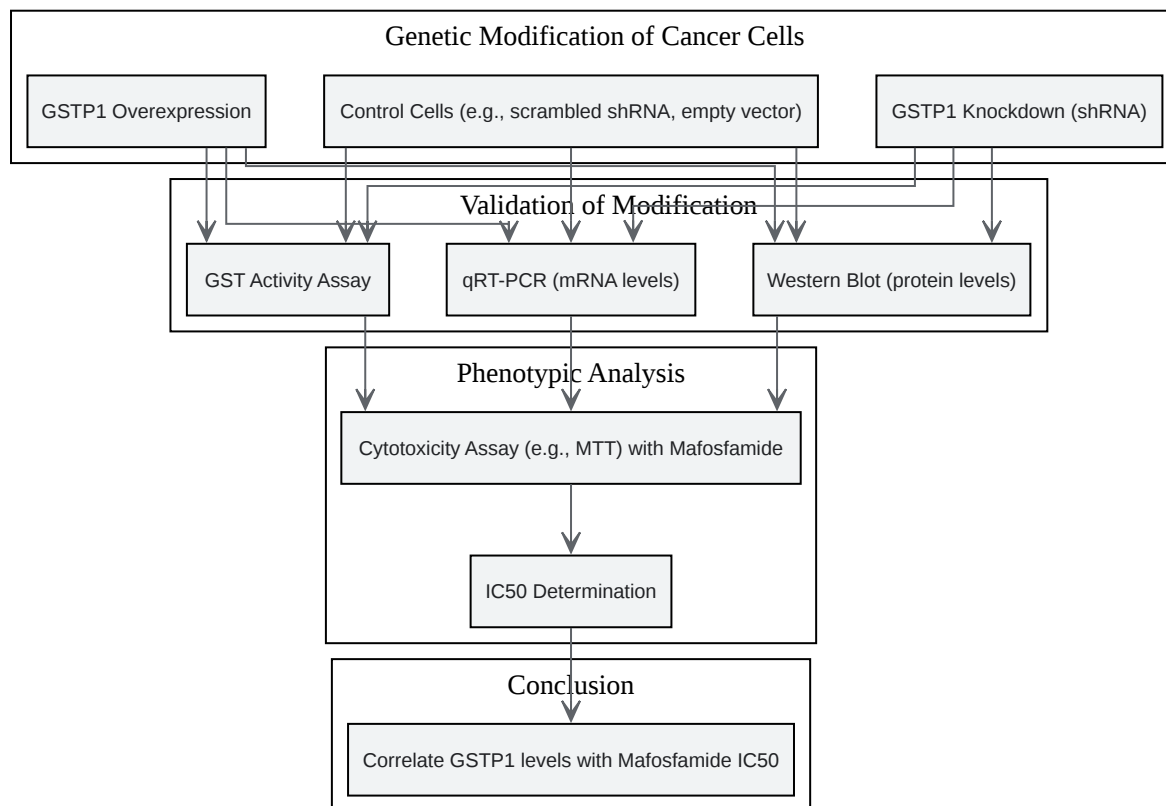 Genetic Modification of Cancer Cells
GSTP1 Overexpression
Control Cells (e.g., scrambled shRNA, empty vector)
GSTP1 Knockdown (shRNA)
Validation of Modification
GST Activity Assay
qRT-PCR (mRNA levels)
Western Blot (protein levels)
Phenotypic Analysis
Cytotoxicity Assay (e.g., MTT) with Mafosfamide
IC50 Determination
Conclusion
Correlate GSTP1 levels with Mafosfamide IC50